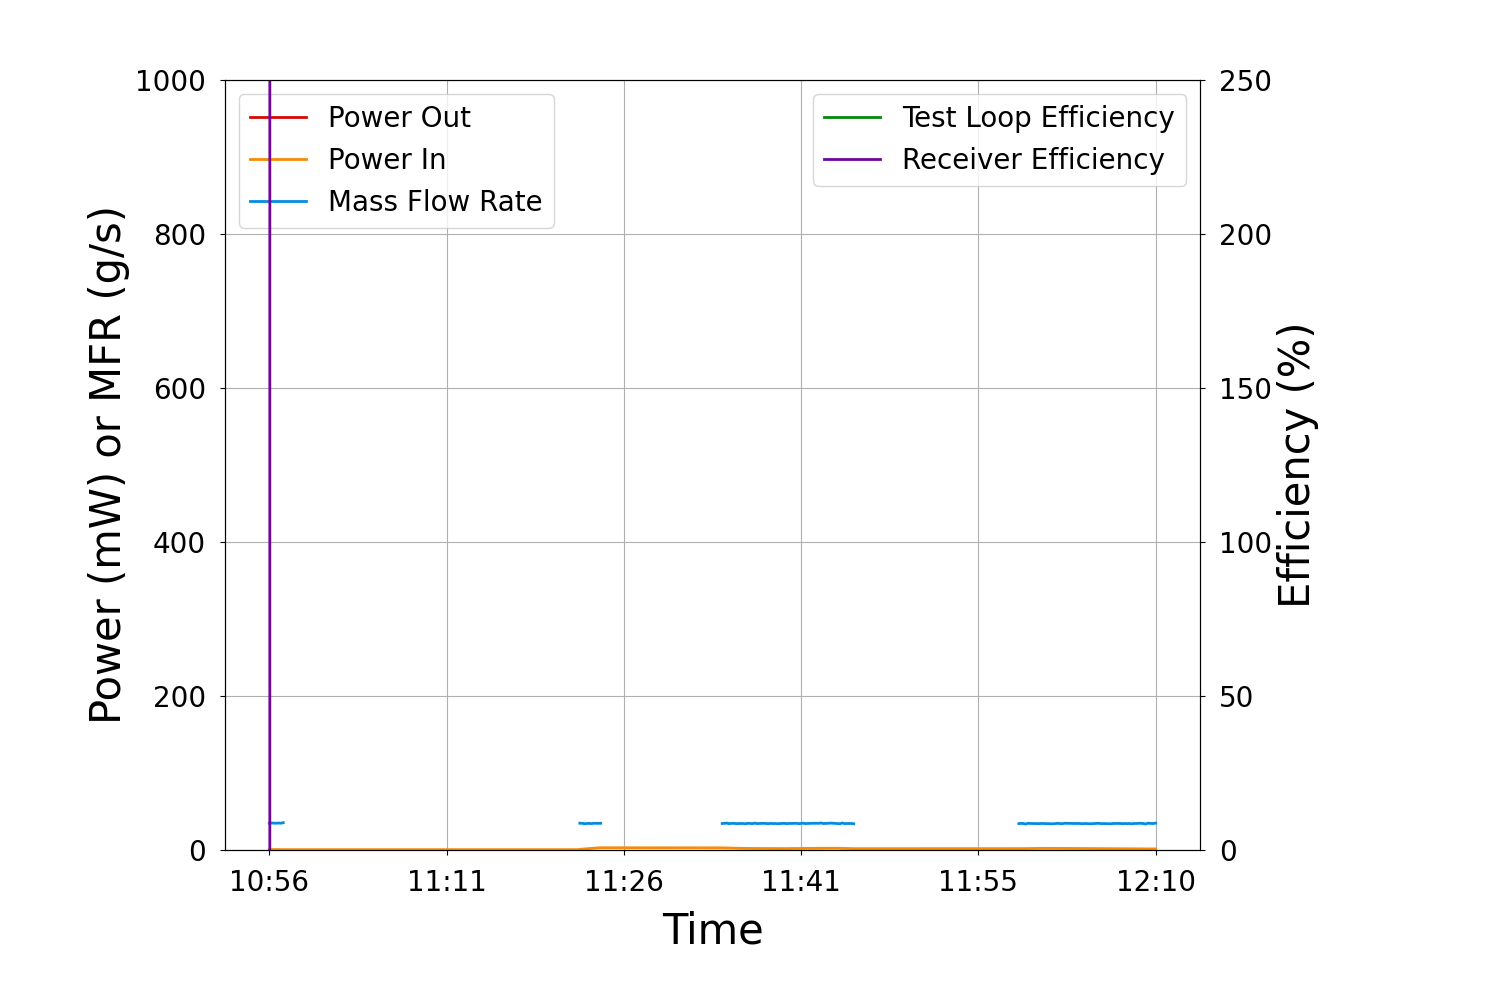 1000
800
600
400
200
0
Power (mW) or MFR (g/s)
Power Out
Power In
Mass Flow Rate
Test Loop Efficiency
Receiver Efficiency
250
200
150
100
50
0
Efficiency (%)
10:56 11:11 11:26 11:41 11:55 12:10
Time